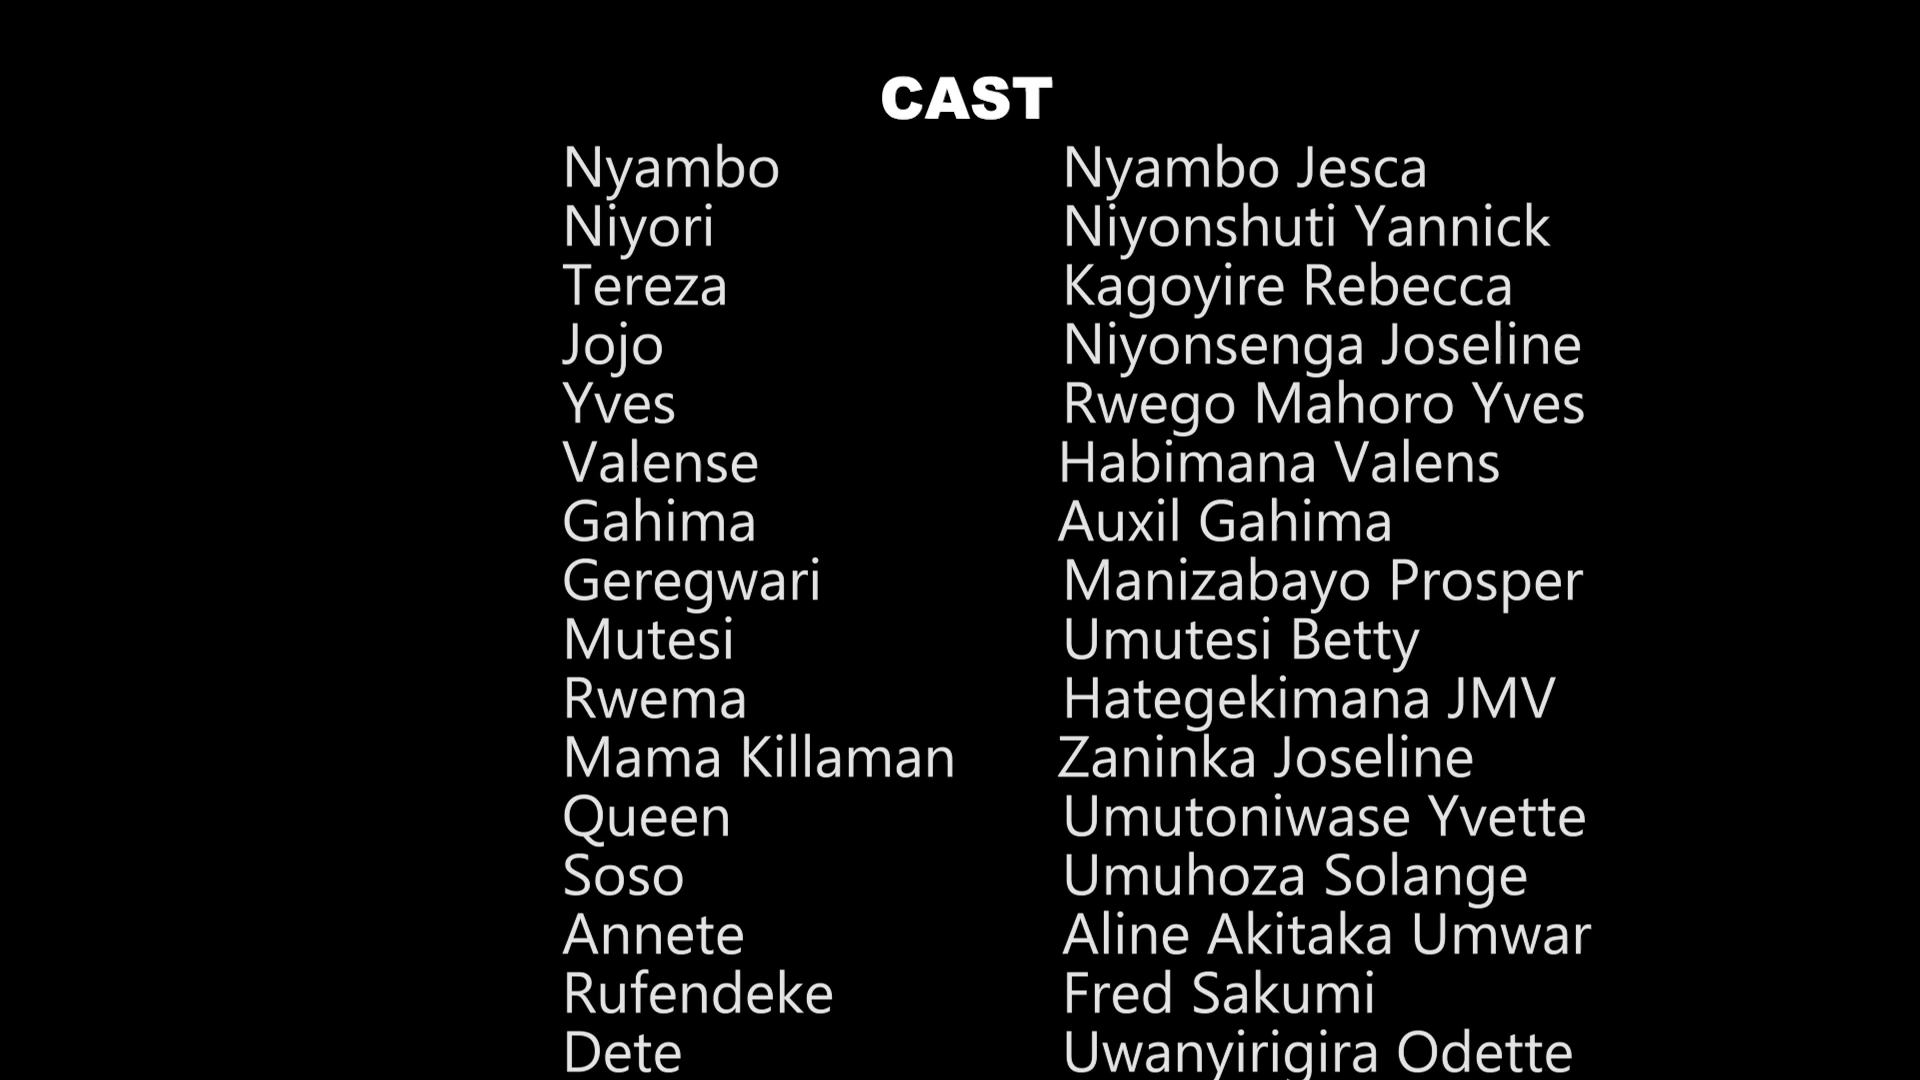 CAST
Nyambo Nyambo Jesca
Niyori Niyonshuti Yannick
Tereza Kagoyire Rebecca
Jojo Niyonsenga Joseline
Yves Rwego Mahoro Yves
Valense Habimana Valens
Gahima Auxil Gahima
Geregwari Manizabayo Prosper
Mutesi Umutesi Betty
Rwema Hategekimana JMV
Mama Killaman Zaninka Joseline
Queen Umutoniwase Yvette
Soso Umuhoza Solange
Annete Aline Akitaka Umwar
Rufendeke Fred Sakumi
Dete Uwanyirigira Odette